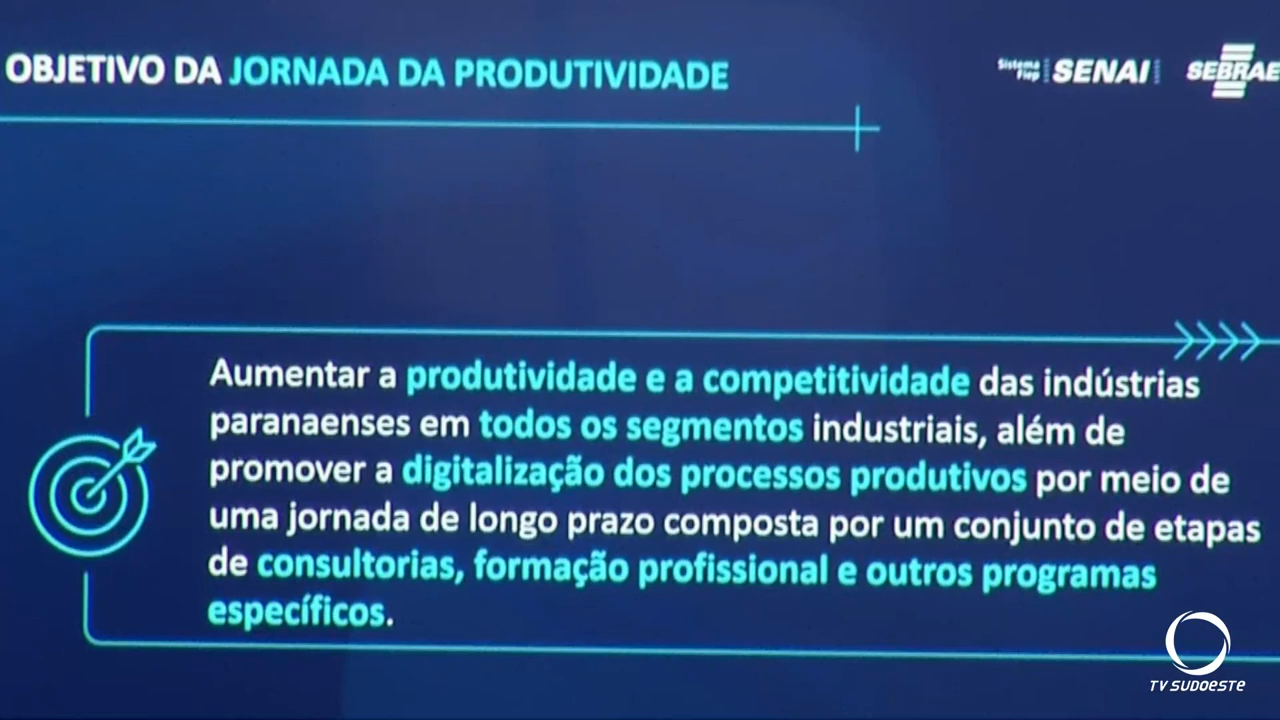 OBJETIVO DA JORNADA DA PRODUTIVIDADE
Sistema
Fiep
SENAI
SEBRAE
Aumentar a produtividade e a competitividade das indústrias
paranaenses em todos os segmentos industriais, além de
promover a digitalização dos processos produtivos por meio de
uma jornada de longo prazo composta por um conjunto de etapas
de consultorias, formação profissional e outros programas
específicos.
TV SUDOESTE